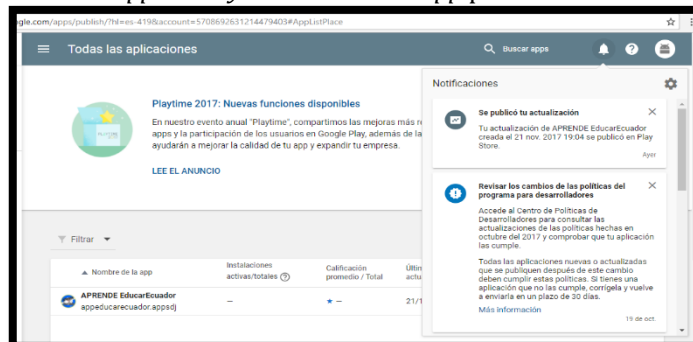 gle.com/apps/publish/?hl=es-419&account=5708692631214479403#AppListPlace
Todas las aplicaciones
Buscar apps
Notificaciones
Playtime 2017: Nuevas funciones disponibles
En nuestro evento anual "Playtime", compartimos las mejoras más re
apps y la participación de los usuarios en Google Play, además de la
ayudarán a mejorar la calidad de tu app y expandir tu empresa.
LEE EL ANUNCIO
Se publicó tu actualización
Tu actualización de APRENDE EducarEcuador
creada el 21 nov. 2017 19:04 se publicó en Play
Store.
Ayer
Revisar los cambios de las políticas del
programa para desarrolladores
Accede al Centro de Políticas de
Desarrolladores para consultar las
actualizaciones de las políticas hechas en
octubre del 2017 y comprobar que tu aplicación
las cumple.
Todas las aplicaciones nuevas o actualizadas
que se publiquen después de este cambio
deben cumplir estas políticas. Si tienes una
aplicación que no las cumple, corrígela y vuelve
a enviarla en un plazo de 30 días.
Más información
19 de oct.
Filtrar
Nombre de la app
Instalaciones
activas/totales
Calificación
promedio / Total
Últin
actu
APRENDE EducarEcuador
appeducarecuador.appsdj
–
★ –
21/1